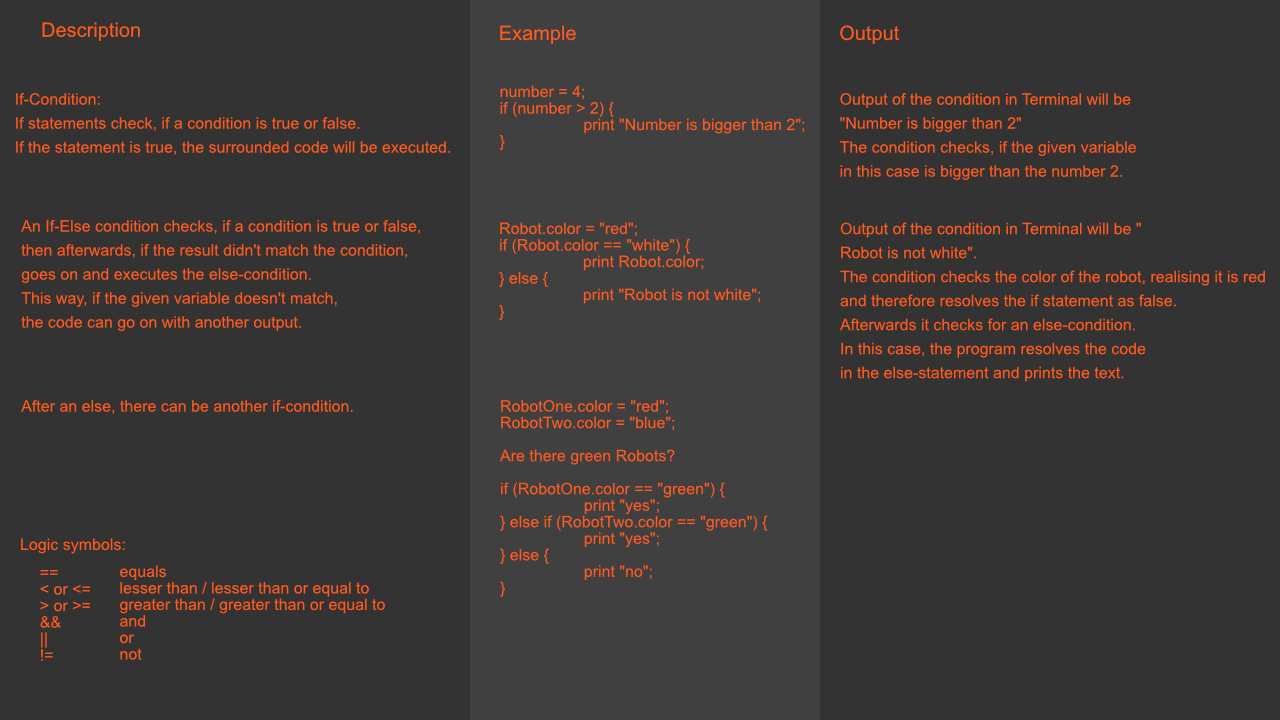 Description
If-Condition:
If statements check, if a condition is true or false.
If the statement is true, the surrounded code will be executed.
An If-Else condition checks, if a condition is true or false,
then afterwards, if the result didn't match the condition,
goes on and executes the else-condition.
This way, if the given variable doesn't match,
the code can go on with another output.
After an else, there can be another if-condition.
Logic symbols:
== equals
< or <= lesser than / lesser than or equal to
> or >= greater than / greater than or equal to
&& and
|| or
!= not
Example
number = 4;
if (number > 2) {
print "Number is bigger than 2";
}
Robot.color = "red";
if (Robot.color == "white") {
print Robot.color;
} else {
print "Robot is not white";
}
RobotOne.color = "red";
RobotTwo.color = "blue";
Are there green Robots?
if (RobotOne.color == "green") {
print "yes";
} else if (RobotTwo.color == "green") {
print "yes";
} else {
print "no";
}
Output
Output of the condition in Terminal will be
"Number is bigger than 2"
The condition checks, if the given variable
in this case is bigger than the number 2.
Output of the condition in Terminal will be "
Robot is not white".
The condition checks the color of the robot, realising it is red
and therefore resolves the if statement as false.
Afterwards it checks for an else-condition.
In this case, the program resolves the code
in the else-statement and prints the text.